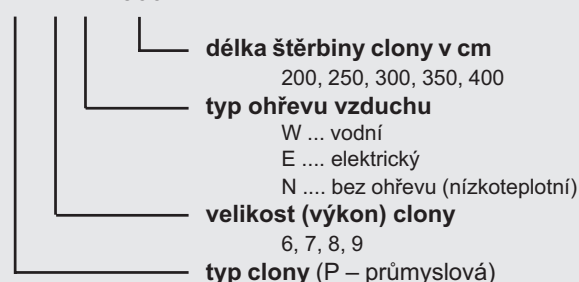 délka štěrbiny clony v cm
200, 250, 300, 350, 400
typ ohřevu vzduchu
W ... vodní
E .... elektrický
N .... bez ohřevu (nízkoteplotní)
velikost (výkon) clony
6, 7, 8, 9
typ clony (P – průmyslová)